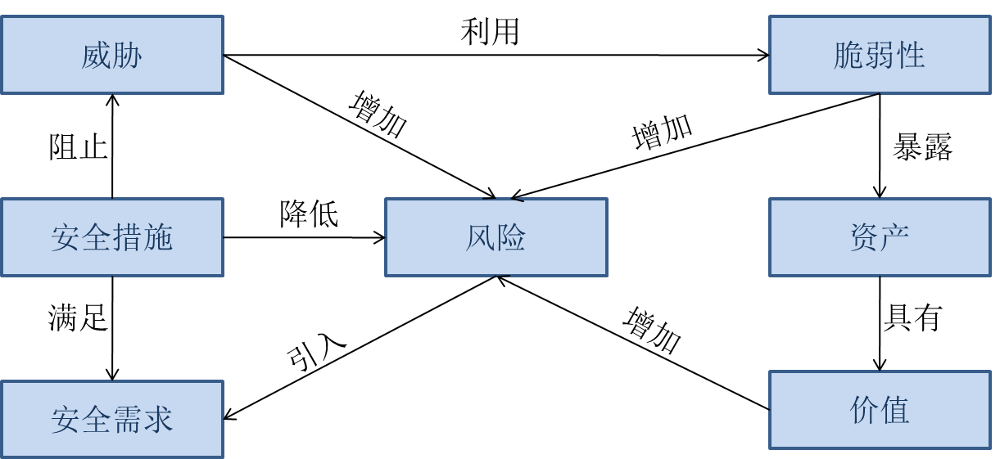 威胁
利用
脆弱性
增加
增加
阻止
暴露
安全措施
降低
风险
资产
满足
引入
增加
具有
安全需求
价值